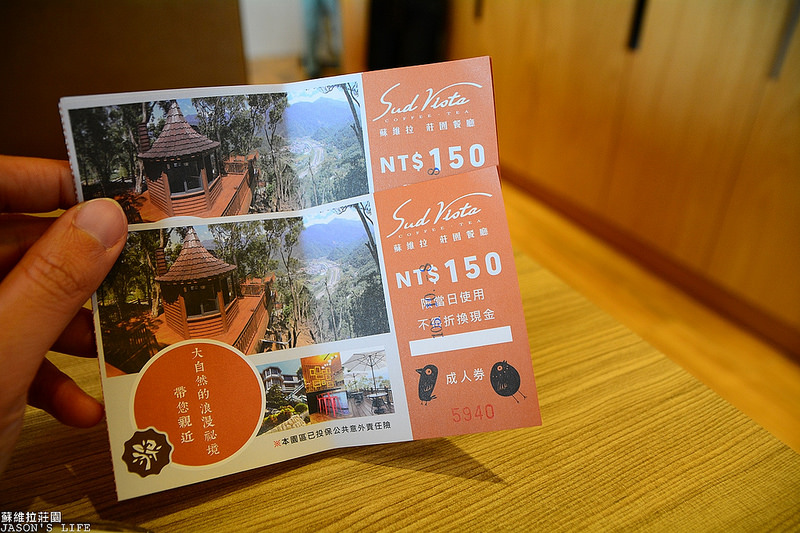 Sud Vista
COFFEE TEA
蘇維拉 莊園餐廳
NT$150
Sud Vista
COFFEE TEA
蘇維拉 莊園餐廳
NT$150
限當日使用
不得折換現金
成人券
5940
大自然的浪漫祕境
帶您親近
※本園區已投保公共意外責任險
蘇維拉莊園
JASON'S LIFE